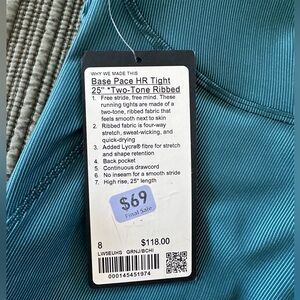 WHY WE MADE THIS
Base Pace HR Tight
25" *Two-Tone Ribbed
1. Free stride, free mind. These
running tights are made of a
two-tone, ribbed fabric that
feels smooth next to skin
2. Ribbed fabric is four-way
stretch, sweat-wicking, and
quick-drying
3. Added Lycra® fibre for stretch
and shape retention
4. Back pocket
5. Continuous drawcord
6. No inseam for a smooth stride
7. High rise, 25" length
$69
Final Sale
8 $118.00
LW5EUHS GRNJ/BCHI
000145451974